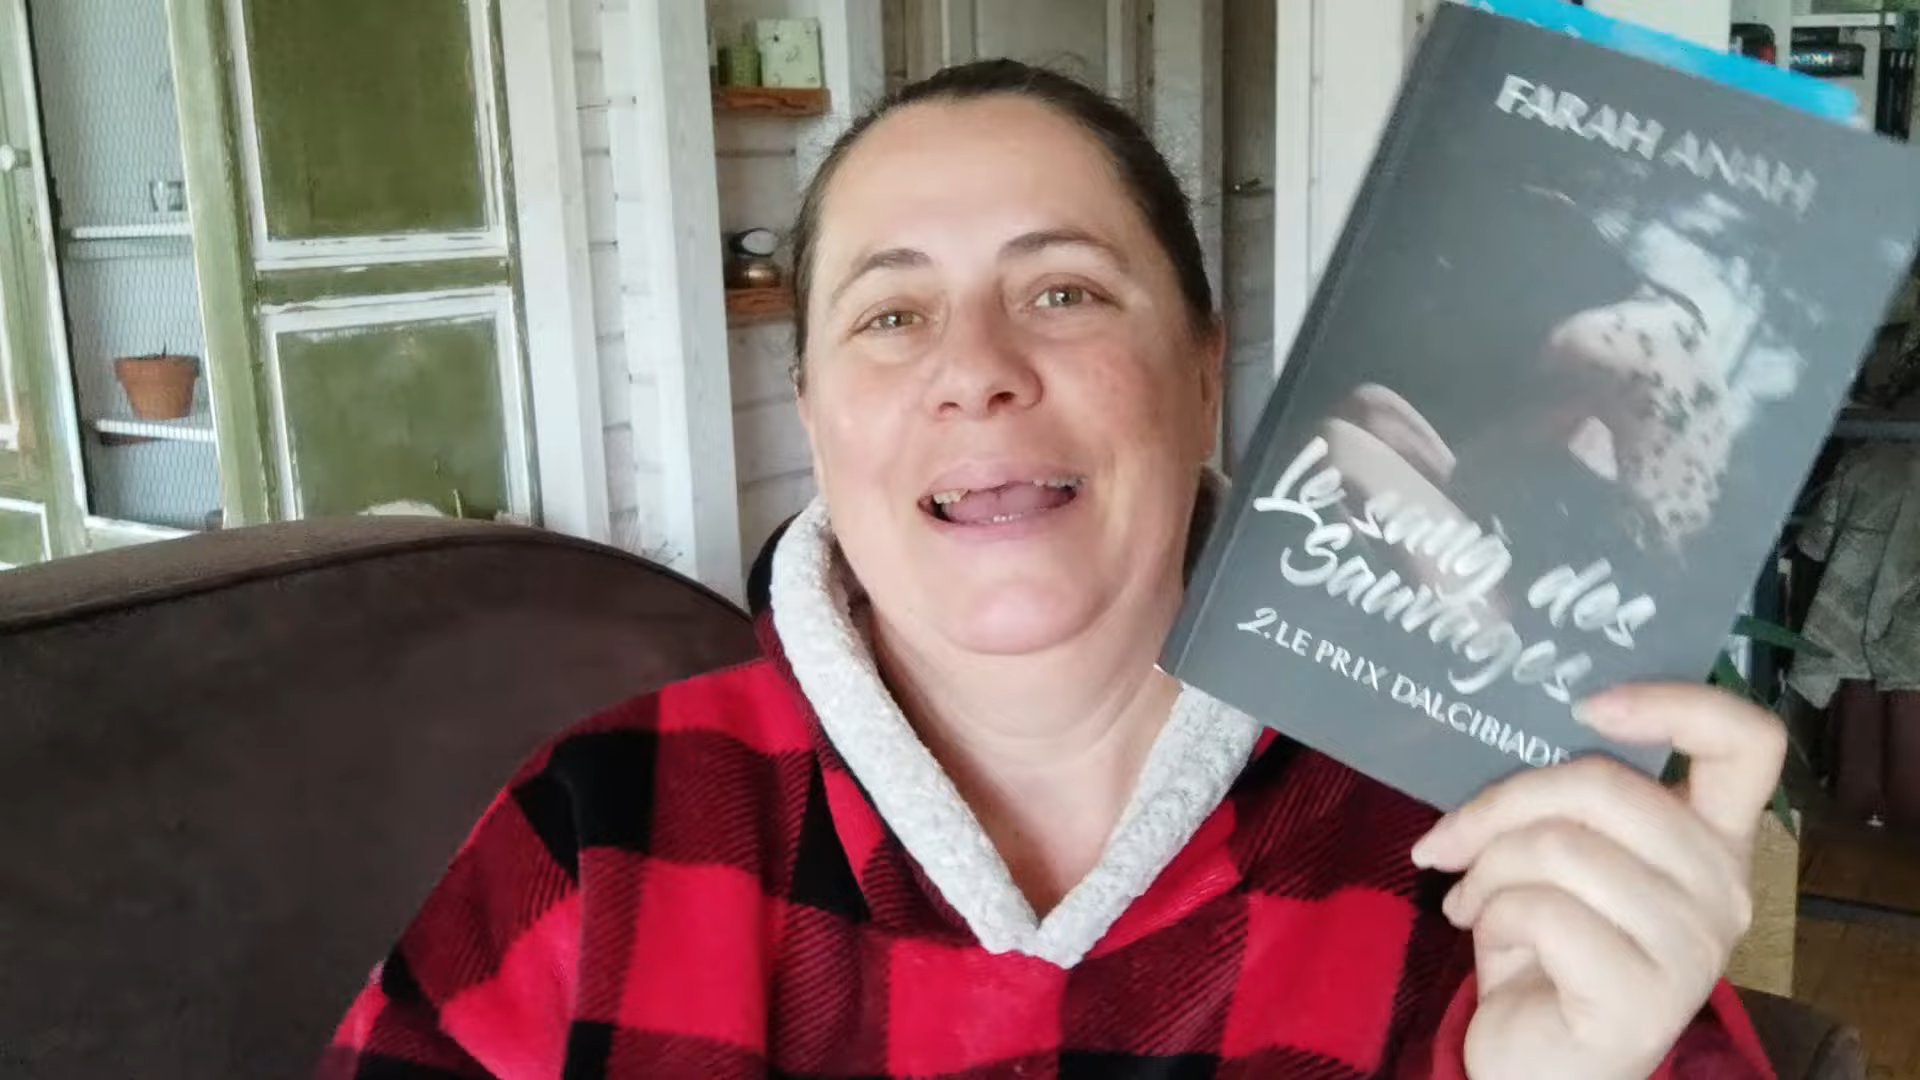 FARAH ANAH
Le sang des
Sauvages
2. LE PRIX DALCIBIADE